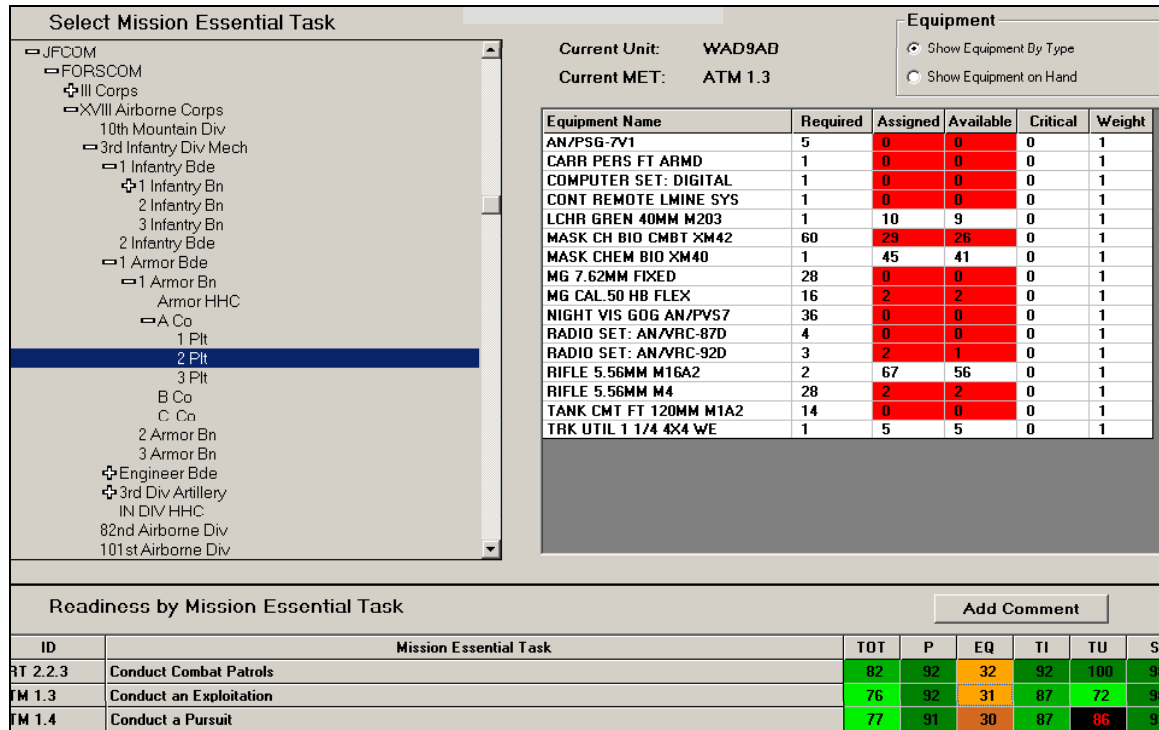 Select Mission Essential Task
JFCOM
FORSCOM
III Corps
XVIII Airborne Corps
10th Mountain Div
3rd Infantry Div Mech
1 Infantry Bde
1 Infantry Bn
2 Infantry Bn
3 Infantry Bn
2 Infantry Bde
1 Armor Bde
1 Armor Bn
Armor HHC
A Co
1 Plt
2 Plt
3 Plt
B Co
C Co
2 Armor Bn
3 Armor Bn
Engineer Bde
3rd Div Artillery
IN DIV HHC
82nd Airborne Div
101st Airborne Div
Current Unit: WAD9AD
Current MET: ATM 1.3
Equipment
Show Equipment By Type
Show Equipment on Hand
Equipment Name Required Assigned Available Critical Weight
AN/PSG-7V1 5 0 0 0 1
CARR PERS FT ARMD 1 0 0 0 1
COMPUTER SET: DIGITAL 1 0 0 0 1
CONT REMOTE LMINE SYS 1 0 0 0 1
LCHR GREN 40MM M203 1 10 9 0 1
MASK CH BIO CMBT XM42 60 29 26 0 1
MASK CHEM BIO XM40 1 45 41 0 1
MG 7.62MM FIXED 28 0 0 0 1
MG CAL.50 HB FLEX 16 2 2 0 1
NIGHT VIS GOG AN/PVS7 36 0 0 0 1
RADIO SET: AN/VRC-87D 4 0 0 0 1
RADIO SET: AN/VRC-92D 3 2 1 0 1
RIFLE 5.56MM M16A2 2 67 56 0 1
RIFLE 5.56MM M4 28 2 2 0 1
TANK CMT FT 120MM M1A2 14 0 0 0 1
TRK UTIL 1 1/4 4X4 WE 1 5 5 0 1
Readiness by Mission Essential Task
Add Comment
ID Mission Essential Task TOT P EQ TI TU S
RT 2.2.3 Conduct Combat Patrols 82 92 32 92 100 9
TM 1.3 Conduct an Exploitation 76 92 31 87 72 9
TM 1.4 Conduct a Pursuit 77 91 30 87 86 9